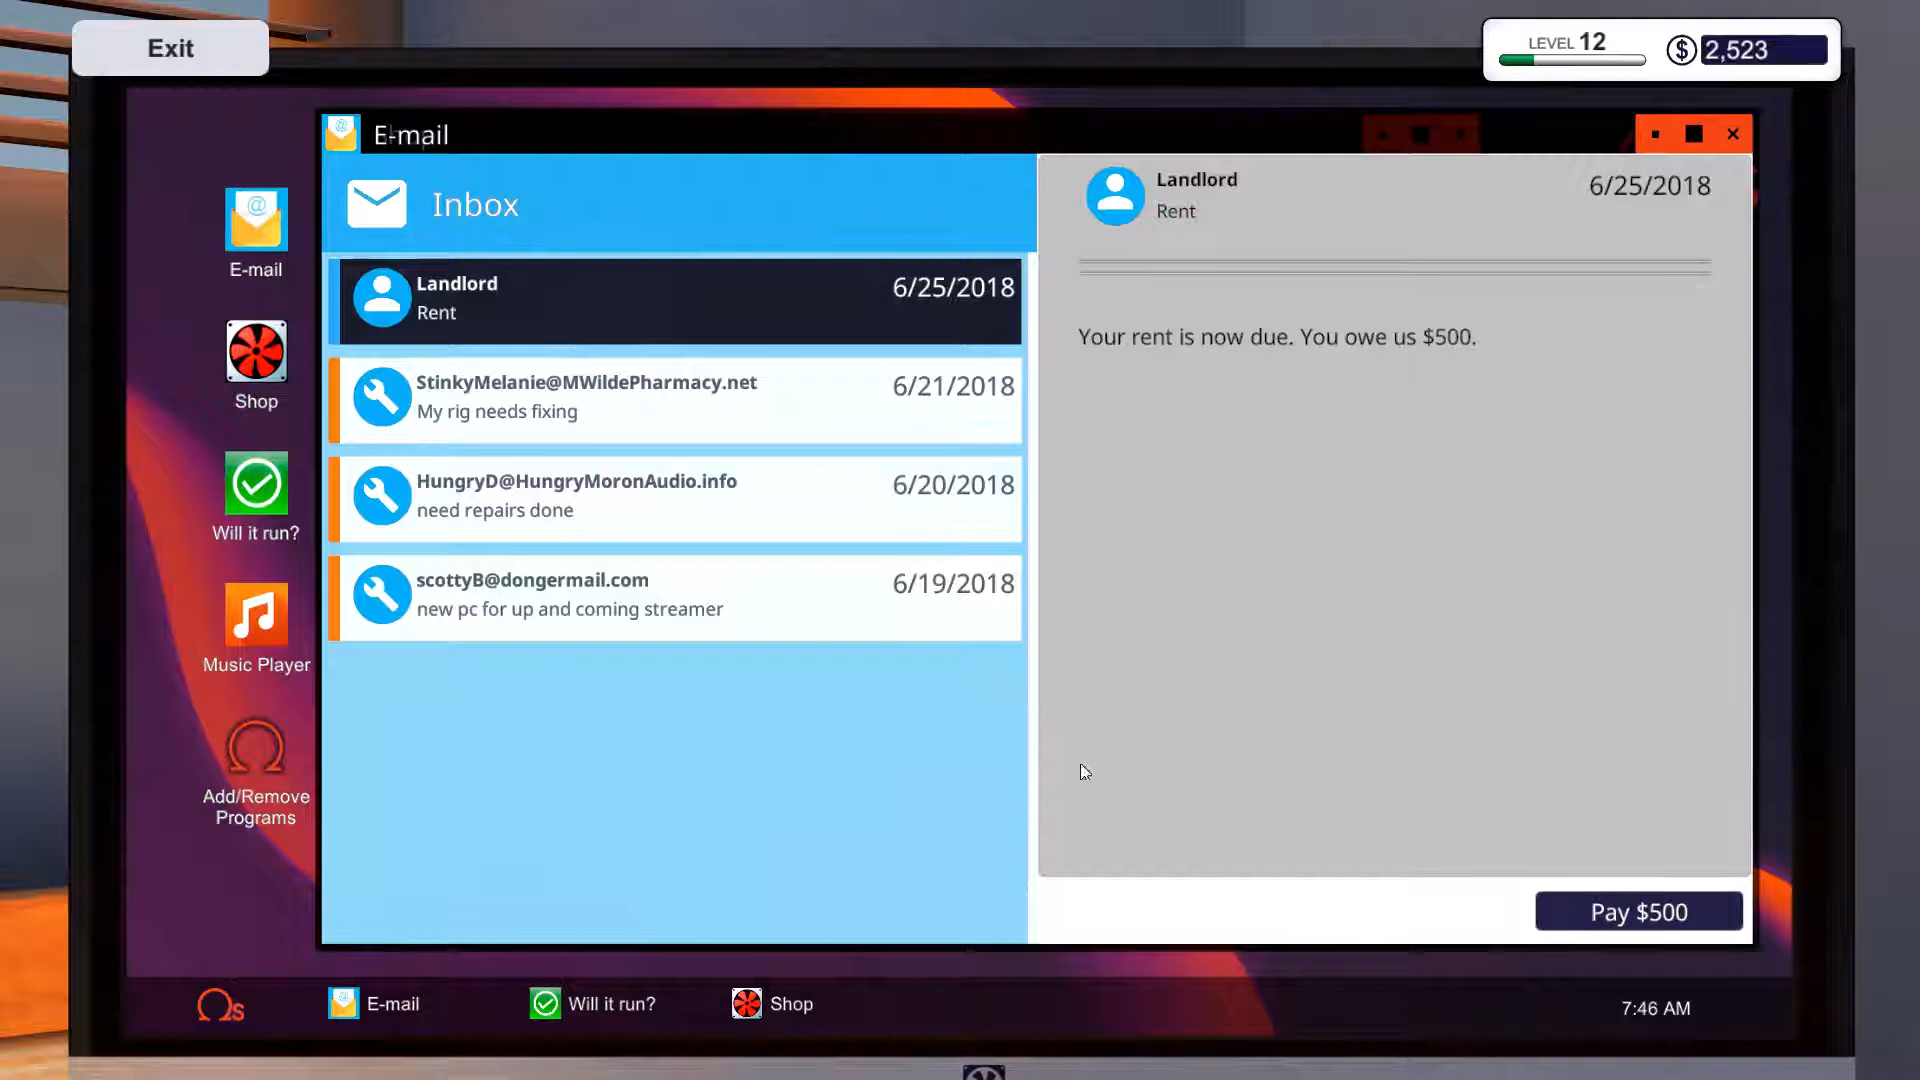 Exit
LEVEL 12
$ 2,523
E-mail
Inbox
Landlord
Rent
6/25/2018
StinkyMelanie@MWildePharmacy.net
My rig needs fixing
6/21/2018
HungryD@HungryMoronAudio.info
need repairs done
6/20/2018
scottyB@dongermail.com
new pc for up and coming streamer
6/19/2018
Landlord
Rent
6/25/2018
Your rent is now due. You owe us $500.
Pay $500
E-mail
Shop
Will it run?
Music Player
Add/Remove
Programs
Ωs
E-mail
Will it run?
Shop
7:46 AM